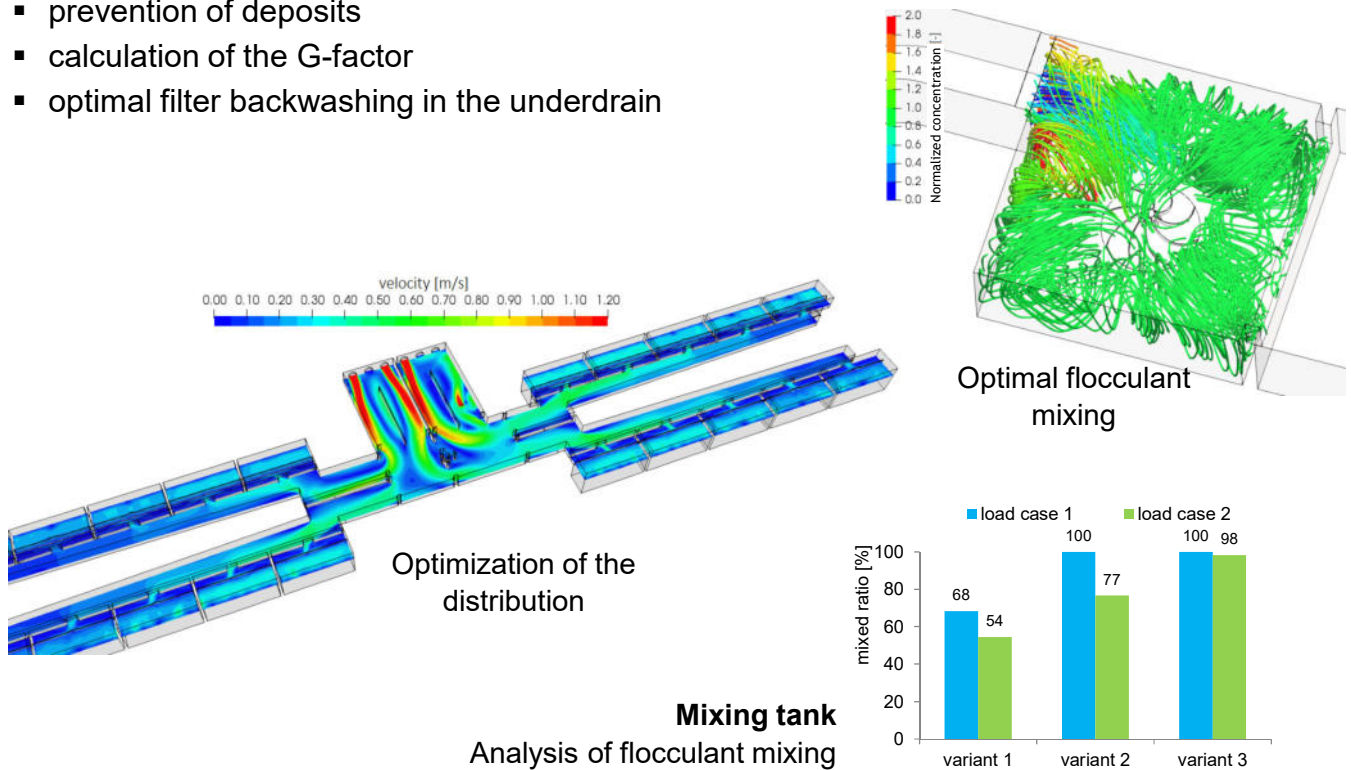 ▪ prevention of deposits
▪ calculation of the G-factor
▪ optimal filter backwashing in the underdrain
2.0
1.8
1.6
1.4
1.2
1.0
0.8
0.6
0.4
0.2
0.0
Normalized concentration [-]
velocity [m/s]
0.00 0.10 0.20 0.30 0.40 0.50 0.60 0.70 0.80 0.90 1.00 1.10 1.20
Optimal flocculant
mixing
Optimization of the
distribution
load case 1 load case 2
mixed ratio [%]
100
80
60
40
20
0
68
54
100
77
100
98
variant 1 variant 2 variant 3
Mixing tank
Analysis of flocculant mixing